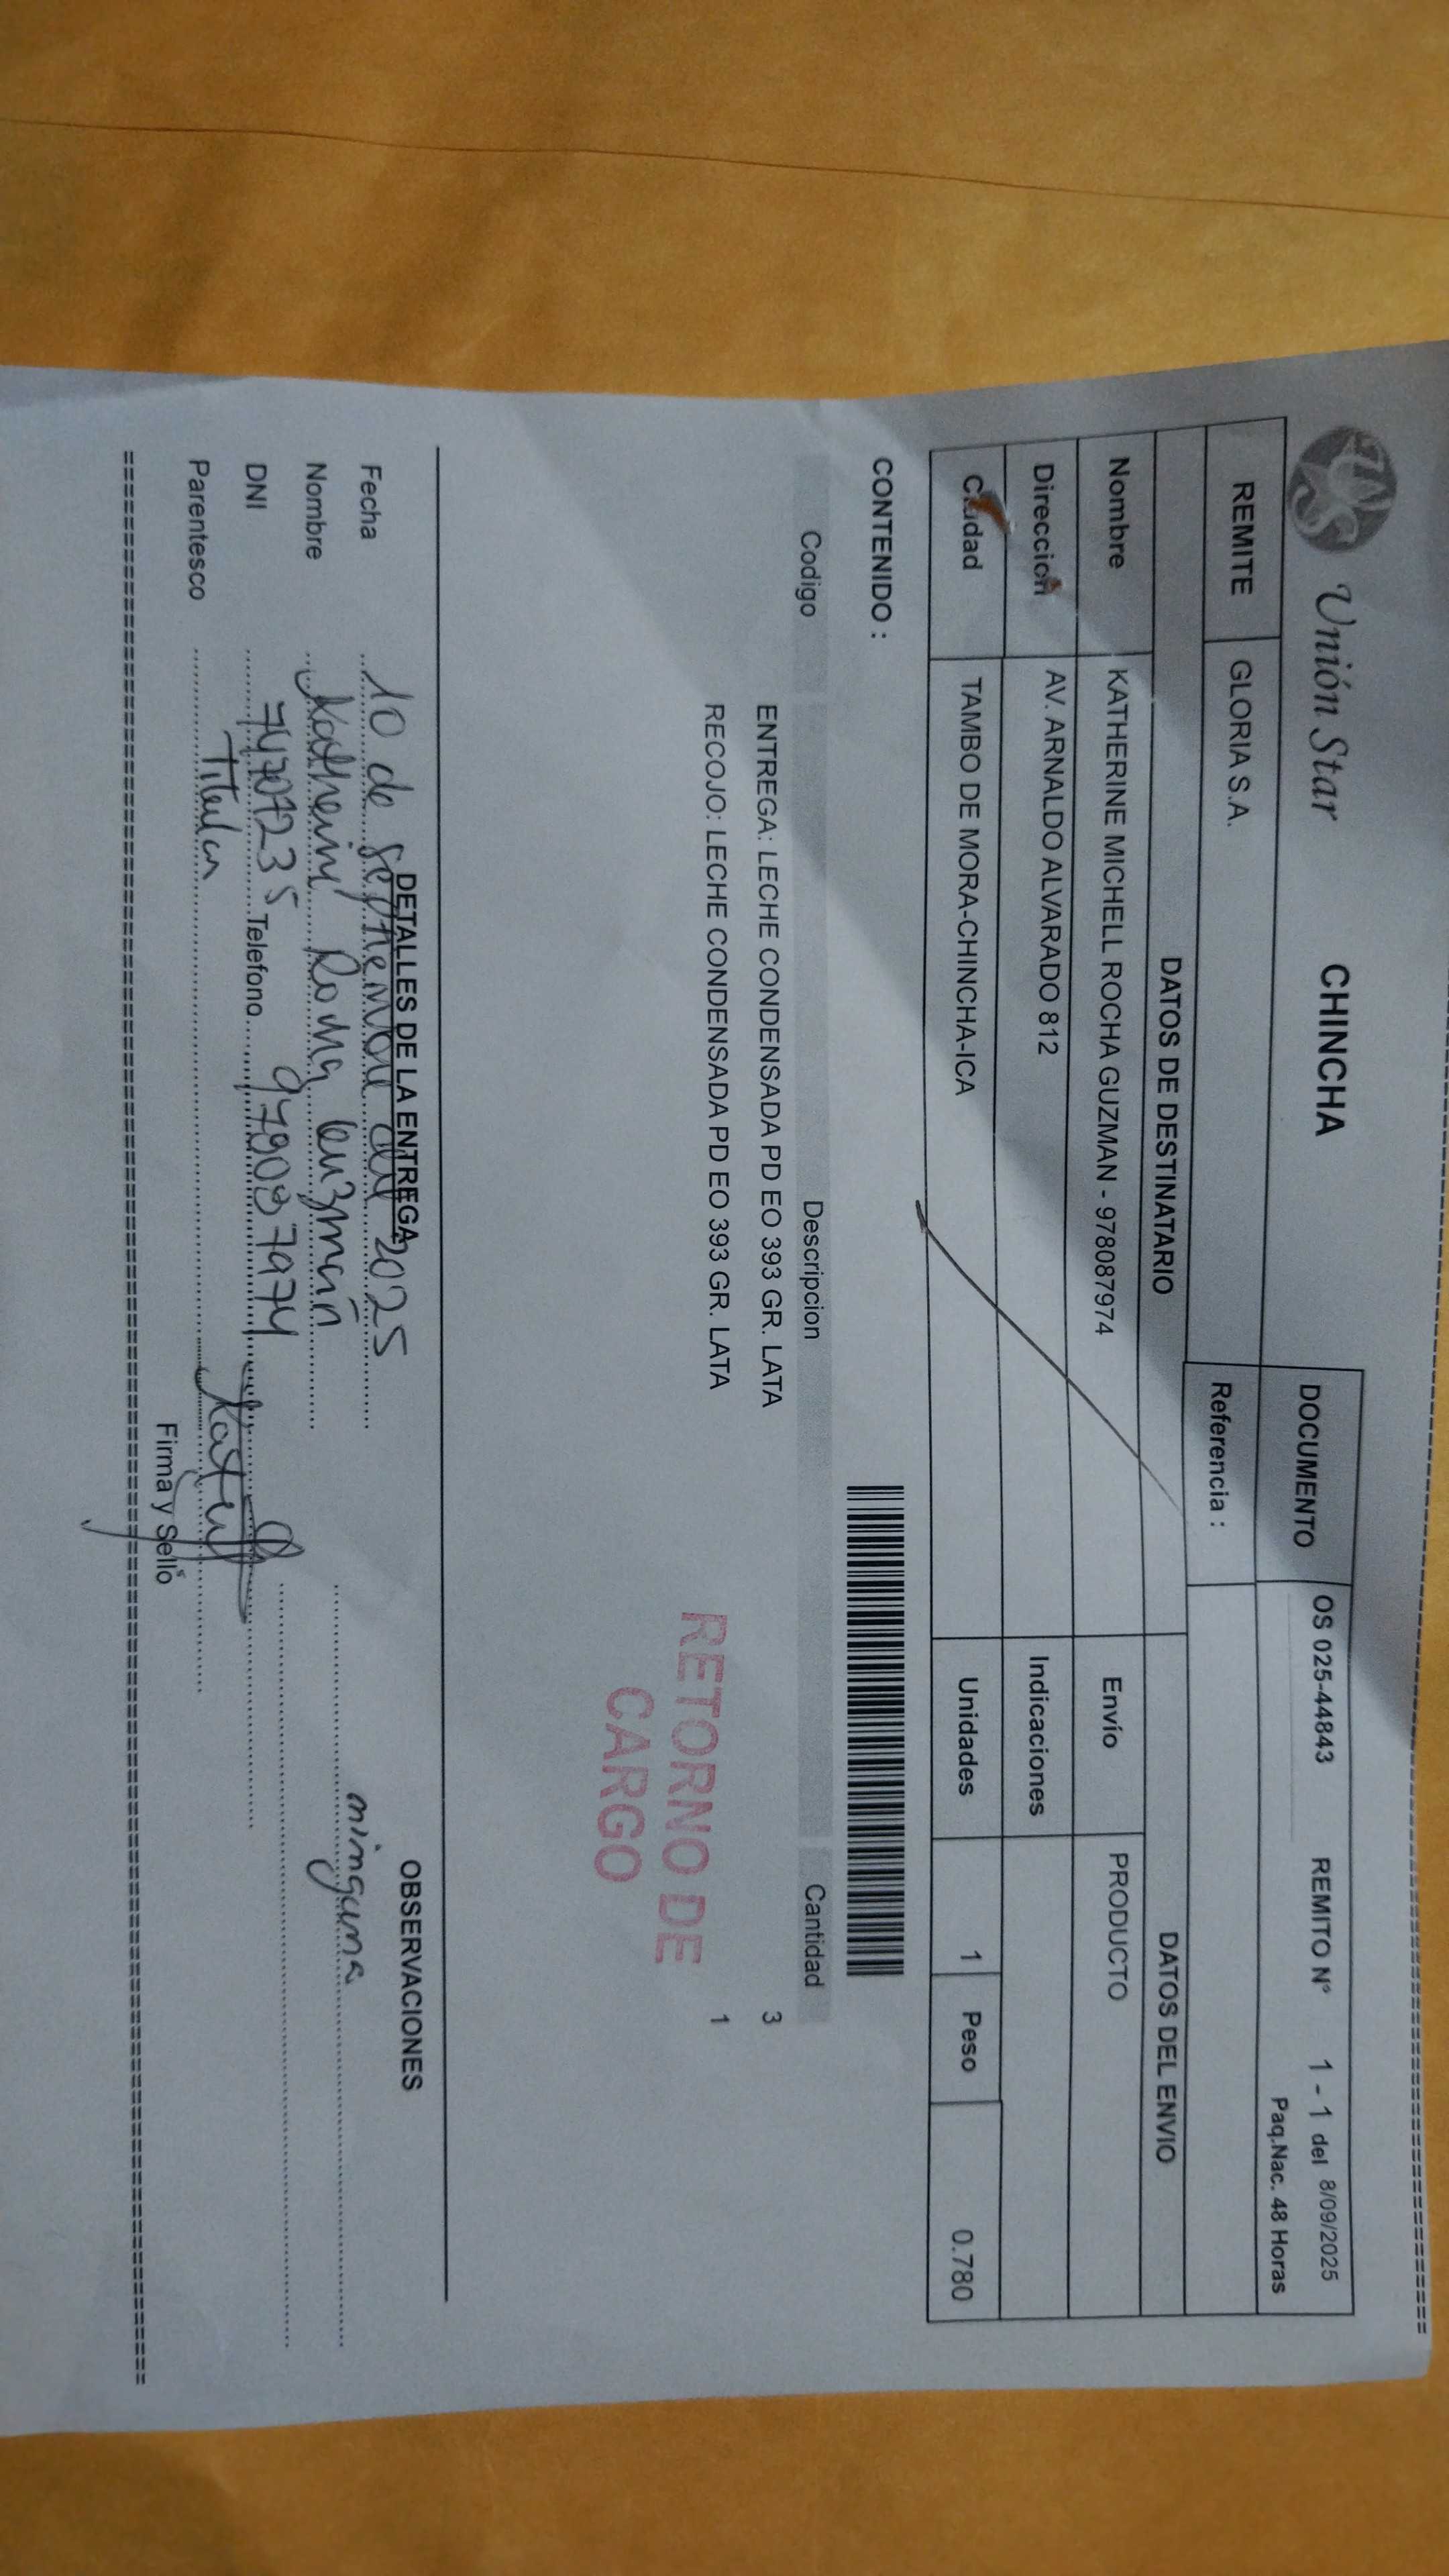 Unión Star
CHINCHA
DOCUMENTO OS 025-44843 REMITO N° 1 - 1 del 8/09/2025
Paq.Nac. 48 Horas
REMITE GLORIA S.A.
Referencia :
DATOS DE DESTINATARIO DATOS DEL ENVIO
Nombre KATHERINE MICHELL ROCHA GUZMAN - 978087974 Envío PRODUCTO
Direccion AV. ARNALDO ALVARADO 812 Indicaciones
Ciudad TAMBO DE MORA-CHINCHA-ICA Unidades 1 Peso 0.780
CONTENIDO :
Codigo Descripcion Cantidad
ENTREGA: LECHE CONDENSADA PD EO 393 GR. LATA 3
RECOJO: LECHE CONDENSADA PD EO 393 GR. LATA 1
RETORNO DE
CARGO
DETALLES DE LA ENTREGA OBSERVACIONES
Fecha 10 de septiembre del 2025 ninguna
Nombre Katherine Rocha Guzmán
DNI Telefono 978087974
Parentesco Titular
Firma y Sello